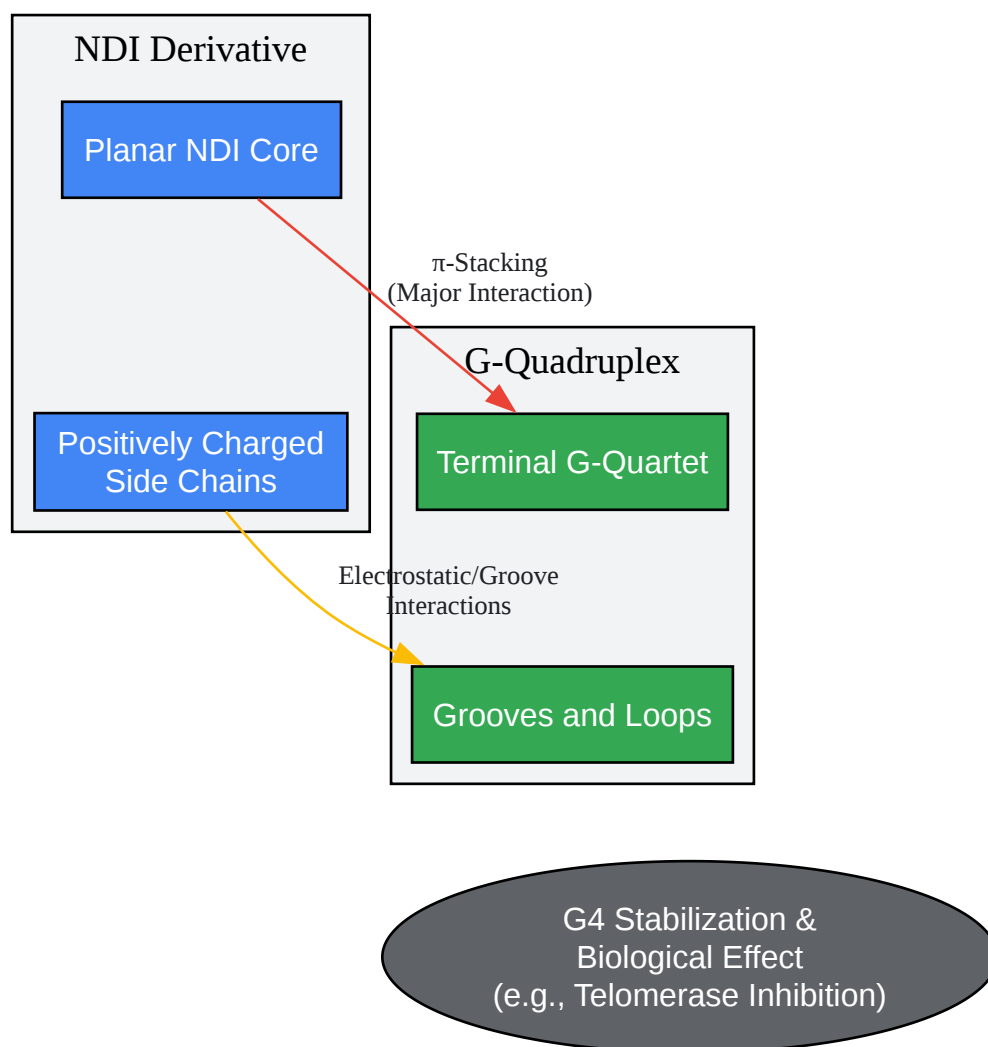 NDI Derivative
Planar NDI Core
π-Stacking
(Major Interaction)
G-Quadruplex
Positively Charged
Side Chains
Terminal G-Quartet
Electrostatic/Groove
Interactions
Grooves and Loops
G4 Stabilization &
Biological Effect
(e.g., Telomerase Inhibition)